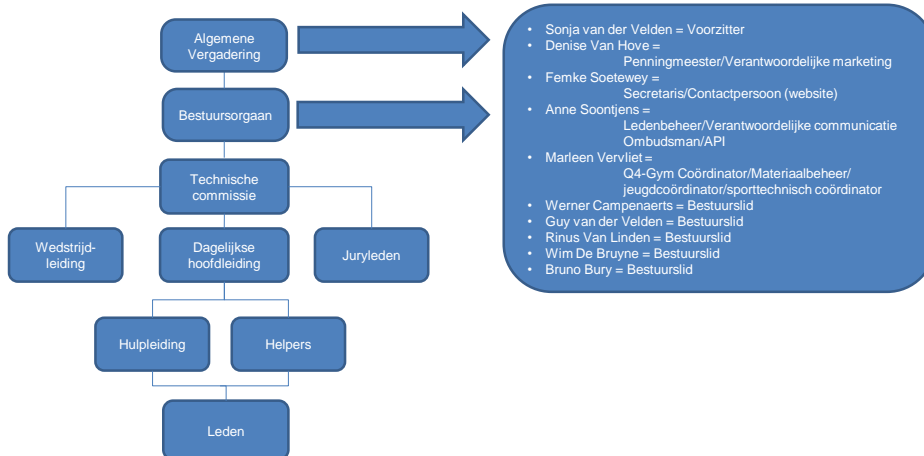 Algemene
Vergadering
Bestuursorgaan
Technische
commissie
Wedstrijd-
leiding
Dagelijkse
hoofdleiding
Juryleden
Hulpleiding
Helpers
Leden
• Sonja van der Velden = Voorzitter
• Denise Van Hove =
Penningmeester/Verantwoordelijke marketing
• Femke Soetewey =
Secretaris/Contactpersoon (website)
• Anne Soontjens =
Ledenbeheer/Verantwoordelijke communicatie
Ombudsman/API
• Marleen Vervliet =
Q4-Gym Coördinator/Materiaalbeheer/
jeugdcoördinator/sporttechnisch coördinator
• Werner Campenaerts = Bestuurslid
• Guy van der Velden = Bestuurslid
• Rinus Van Linden = Bestuurslid
• Wim De Bruyne = Bestuurslid
• Bruno Bury = Bestuurslid